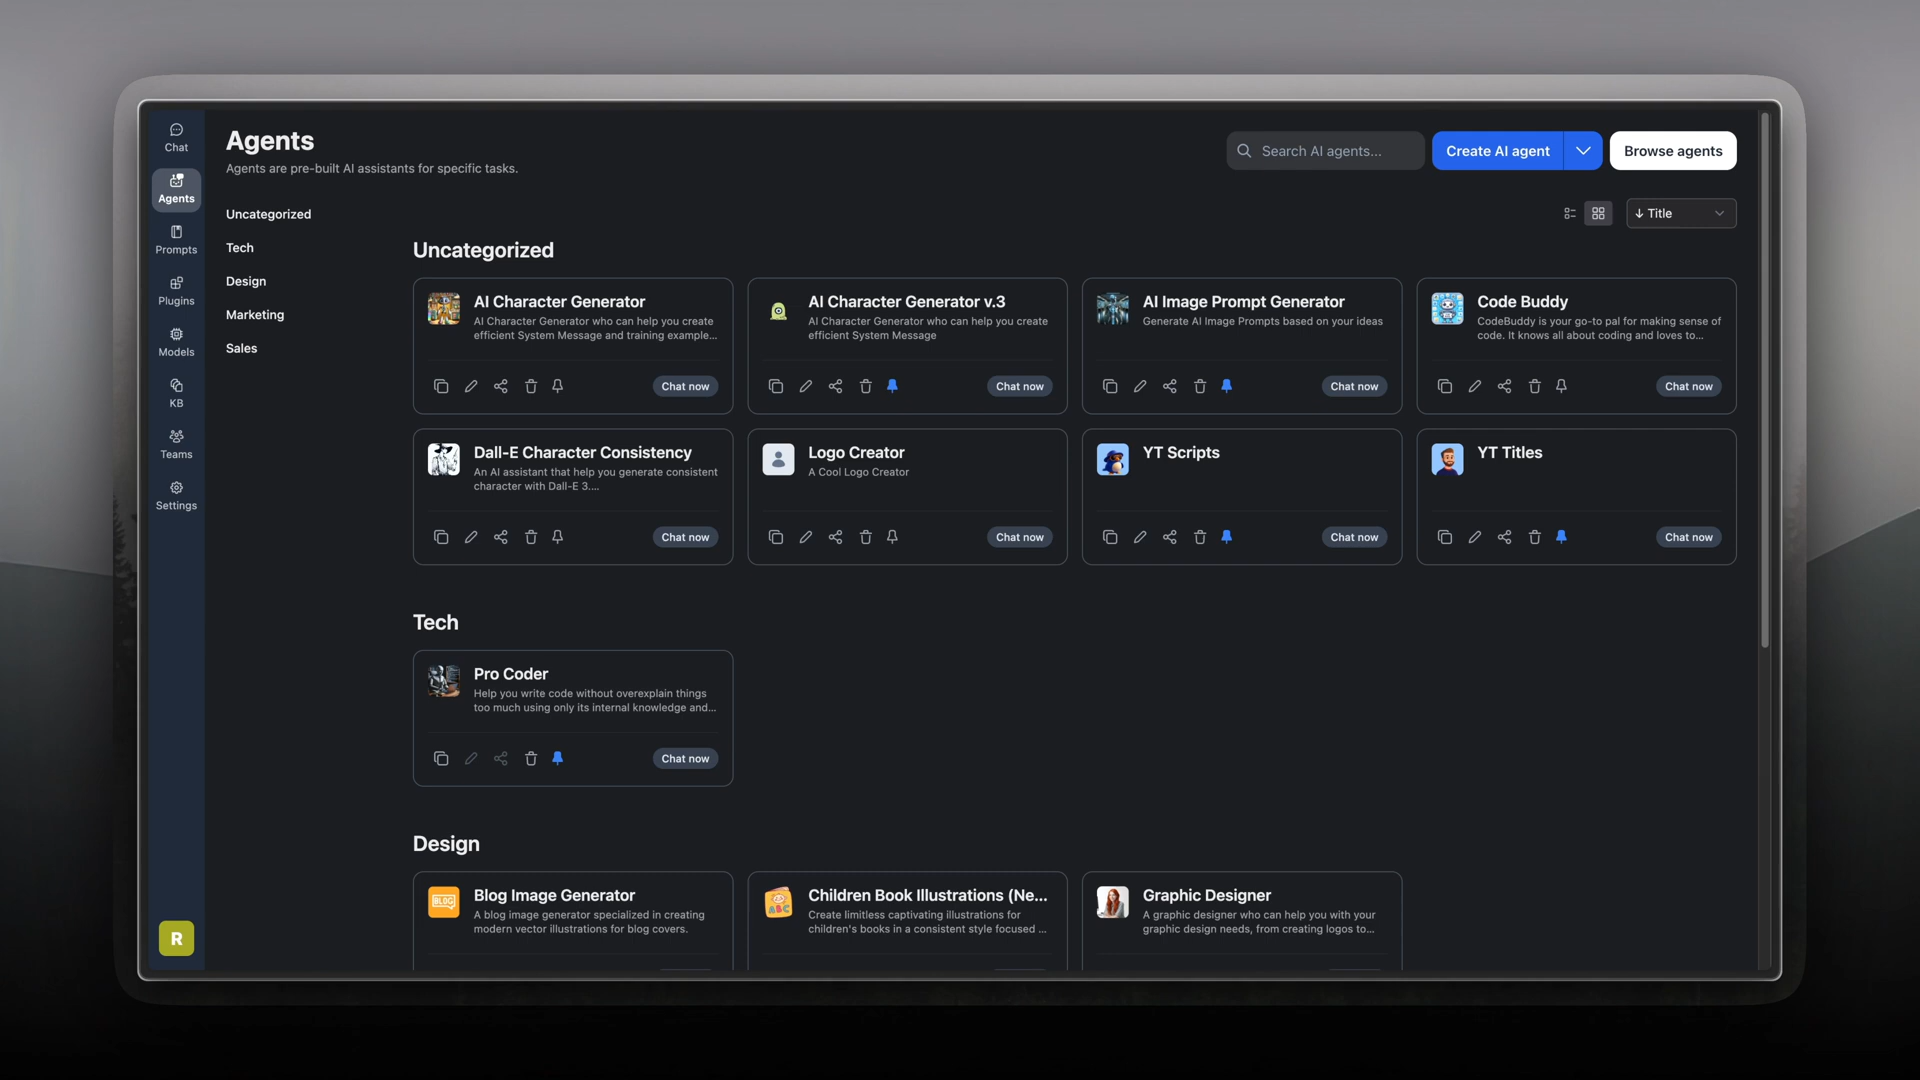 Chat
Agents
Prompts
Plugins
Models
KB
Teams
Settings
R
Agents
Agents are pre-built AI assistants for specific tasks.
Search AI agents...
Create AI agent
Browse agents
Uncategorized
Tech
Design
Marketing
Sales
↓ Title
Uncategorized
AI Character Generator
AI Character Generator who can help you create
efficient System Message and training example...
Chat now
AI Character Generator v.3
AI Character Generator who can help you create
efficient System Message
Chat now
AI Image Prompt Generator
Generate AI Image Prompts based on your ideas
Chat now
Code Buddy
CodeBuddy is your go-to pal for making sense of
code. It knows all about coding and loves to...
Chat now
Dall-E Character Consistency
An AI assistant that help you generate consistent
character with Dall-E 3....
Chat now
Logo Creator
A Cool Logo Creator
Chat now
YT Scripts
Chat now
YT Titles
Chat now
Tech
Pro Coder
Help you write code without overexplain things
too much using only its internal knowledge and...
Chat now
Design
BLOG
Blog Image Generator
A blog image generator specialized in creating
modern vector illustrations for blog covers.
ABC
Children Book Illustrations (Ne...
Create limitless captivating illustrations for
children's books in a consistent style focused ...
Graphic Designer
A graphic designer who can help you with your
graphic design needs, from creating logos to...